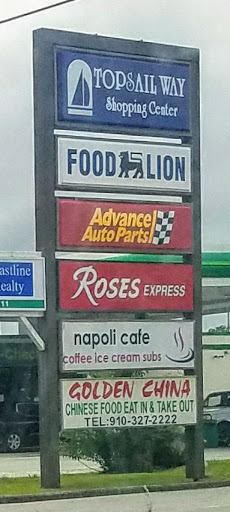 TOPSAIL WAY
Shopping Center
FOOD LION
Advance
Auto Parts
ROSES EXPRESS
napoli cafe
coffee ice cream subs
GOLDEN CHINA
CHINESE FOOD EAT IN & TAKE OUT
TEL:910-327-2222
astline
ealty
11